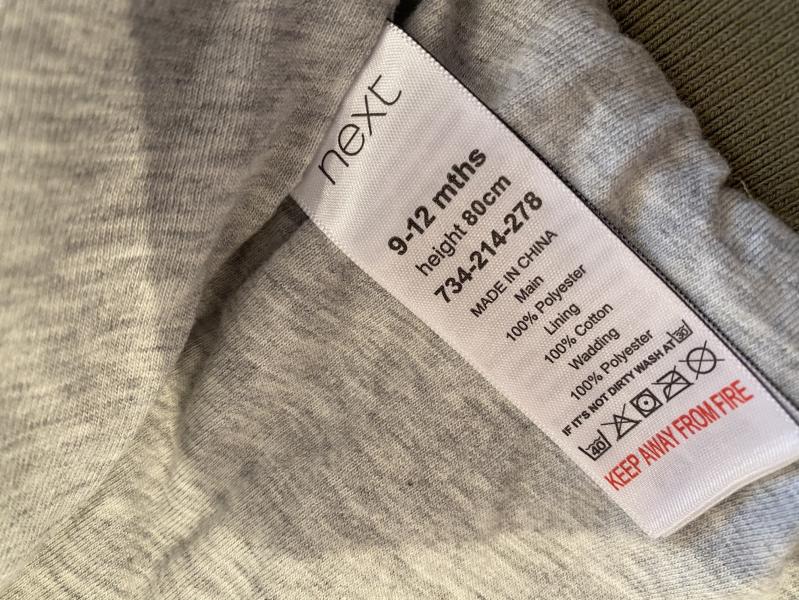 next
9-12 mths
height 80cm
734-214-278
MADE IN CHINA
Main
100% Polyester
Lining
100% Cotton
Wadding
100% Polyester
IF IT'S NOT DIRTY WASH AT 30
40
KEEP AWAY FROM FIRE